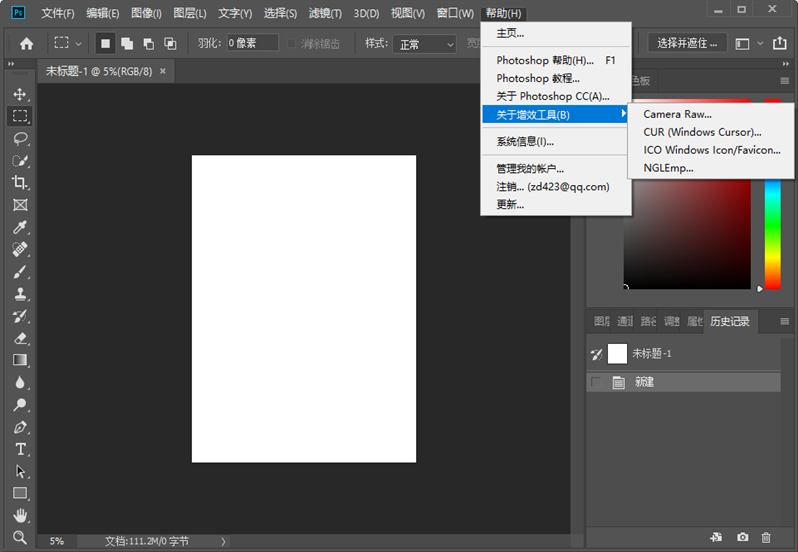 Ps 文件(F) 编辑(E) 图像(I) 图层(L) 文字(Y) 选择(S) 滤镜(T) 3D(D) 视图(V) 窗口(W) 帮助(H)
羽化: 0 像素 消除锯齿 样式: 正常 选择并遮住 ...
未标题-1 @ 5%(RGB/8) ×
主页...
Photoshop 帮助(H)... F1
Photoshop 教程...
关于 Photoshop CC(A)...
关于增效工具(B)
系统信息(I)...
管理我的帐户...
注销... (zd423@qq.com)
更新...
色板
Camera Raw...
CUR (Windows Cursor)...
ICO Windows Icon/Favicon...
NGLEmp...
图层 通道 路径 调整 属性 历史记录
未标题-1
新建
5% 文档:111.2M/0 字节